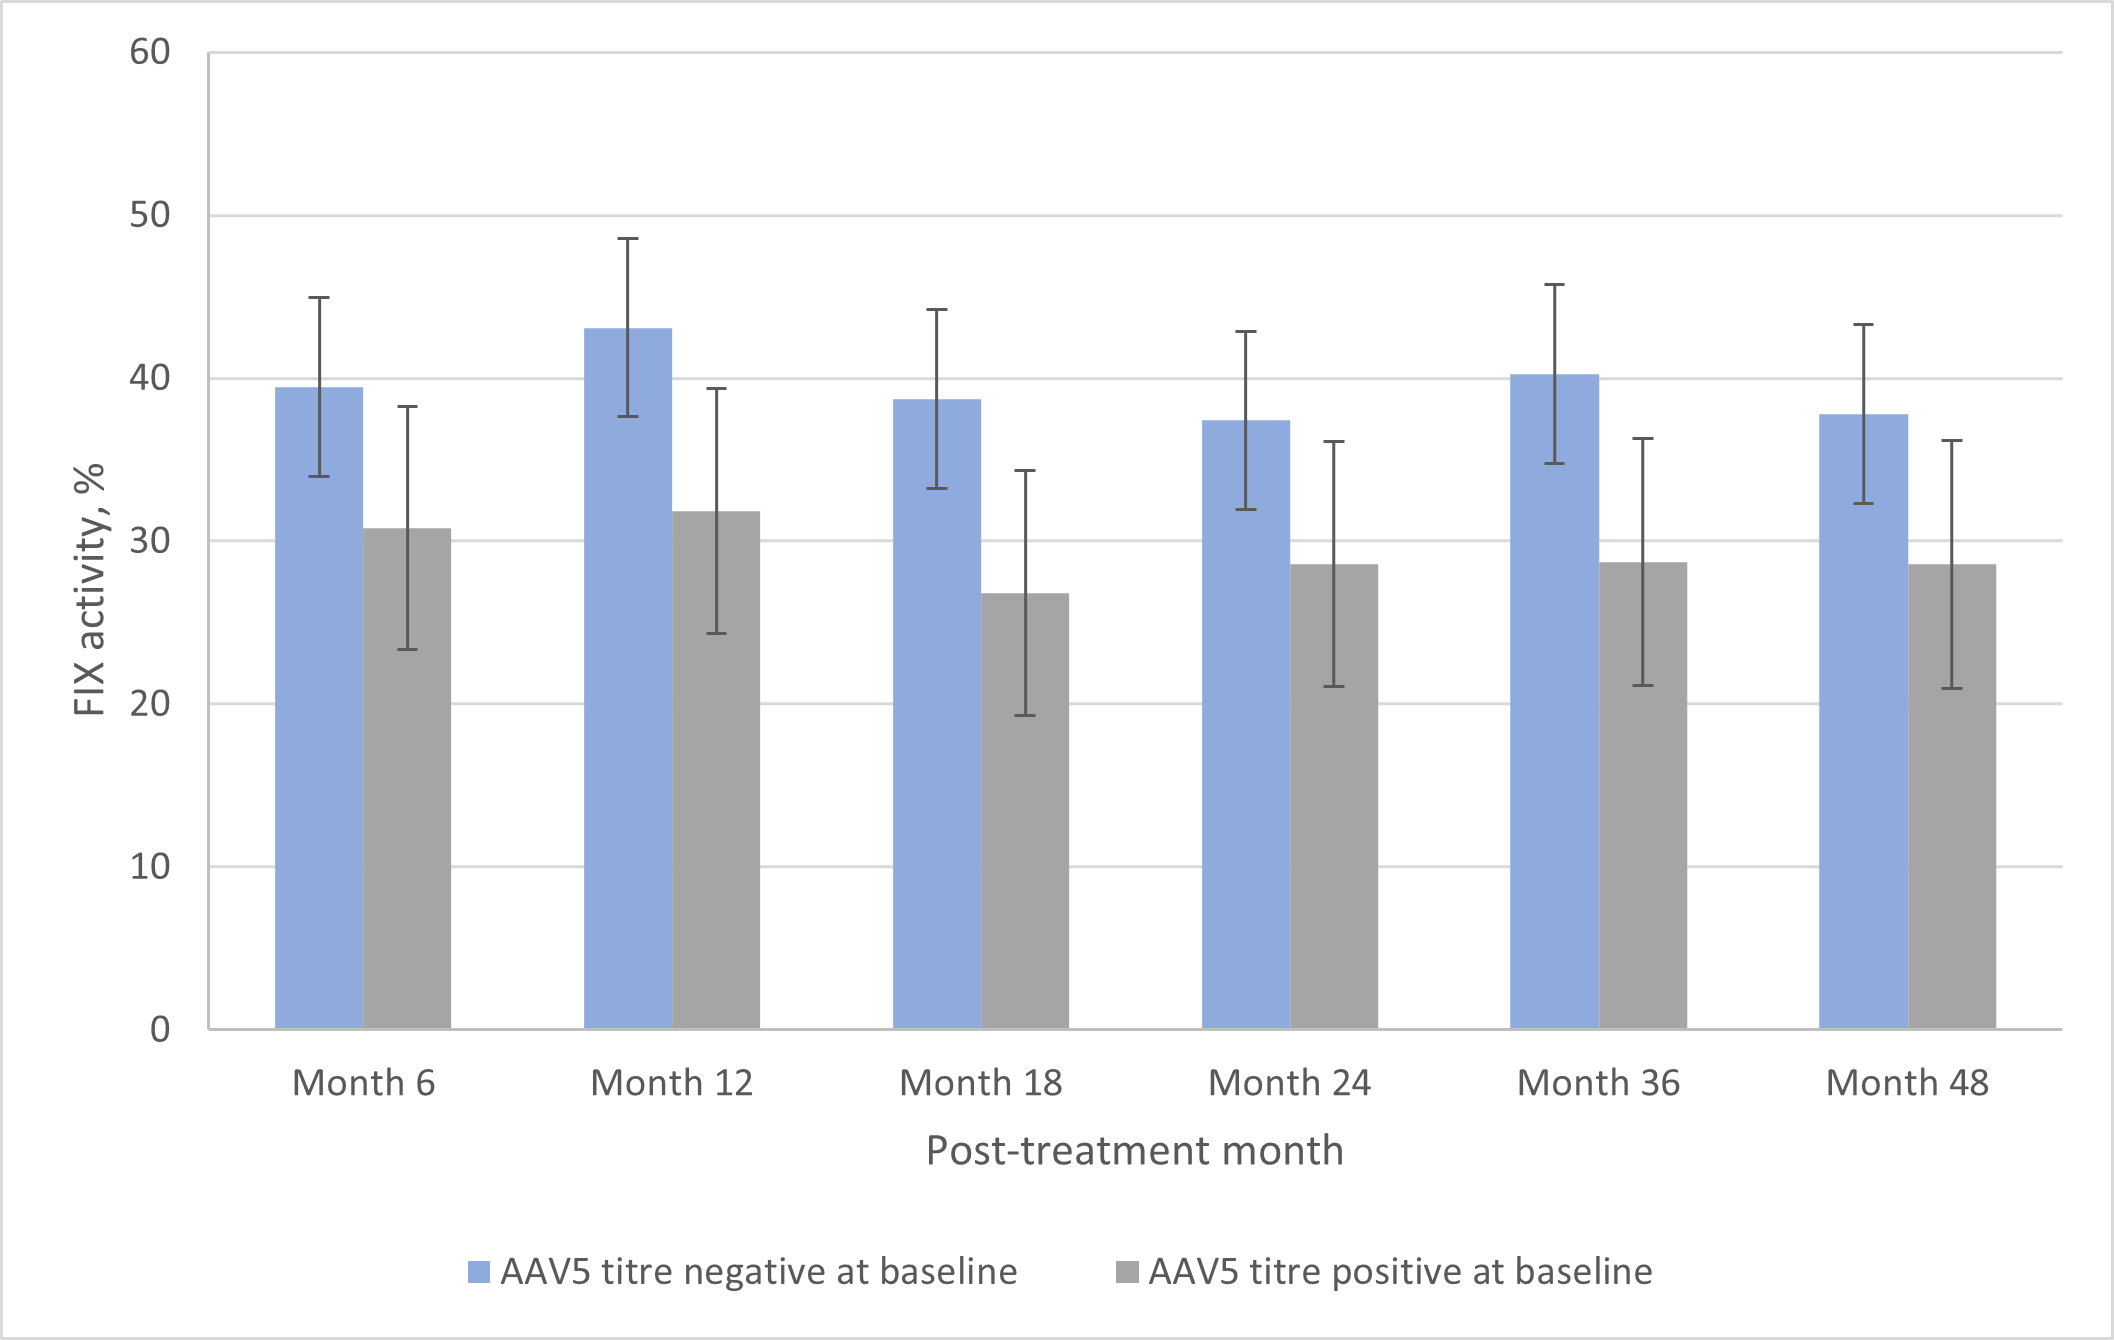 60
50
40
30
20
10
0
FIX activity, %
Month 6 Month 12 Month 18 Month 24 Month 36 Month 48
Post-treatment month
AAV5 titre negative at baseline AAV5 titre positive at baseline